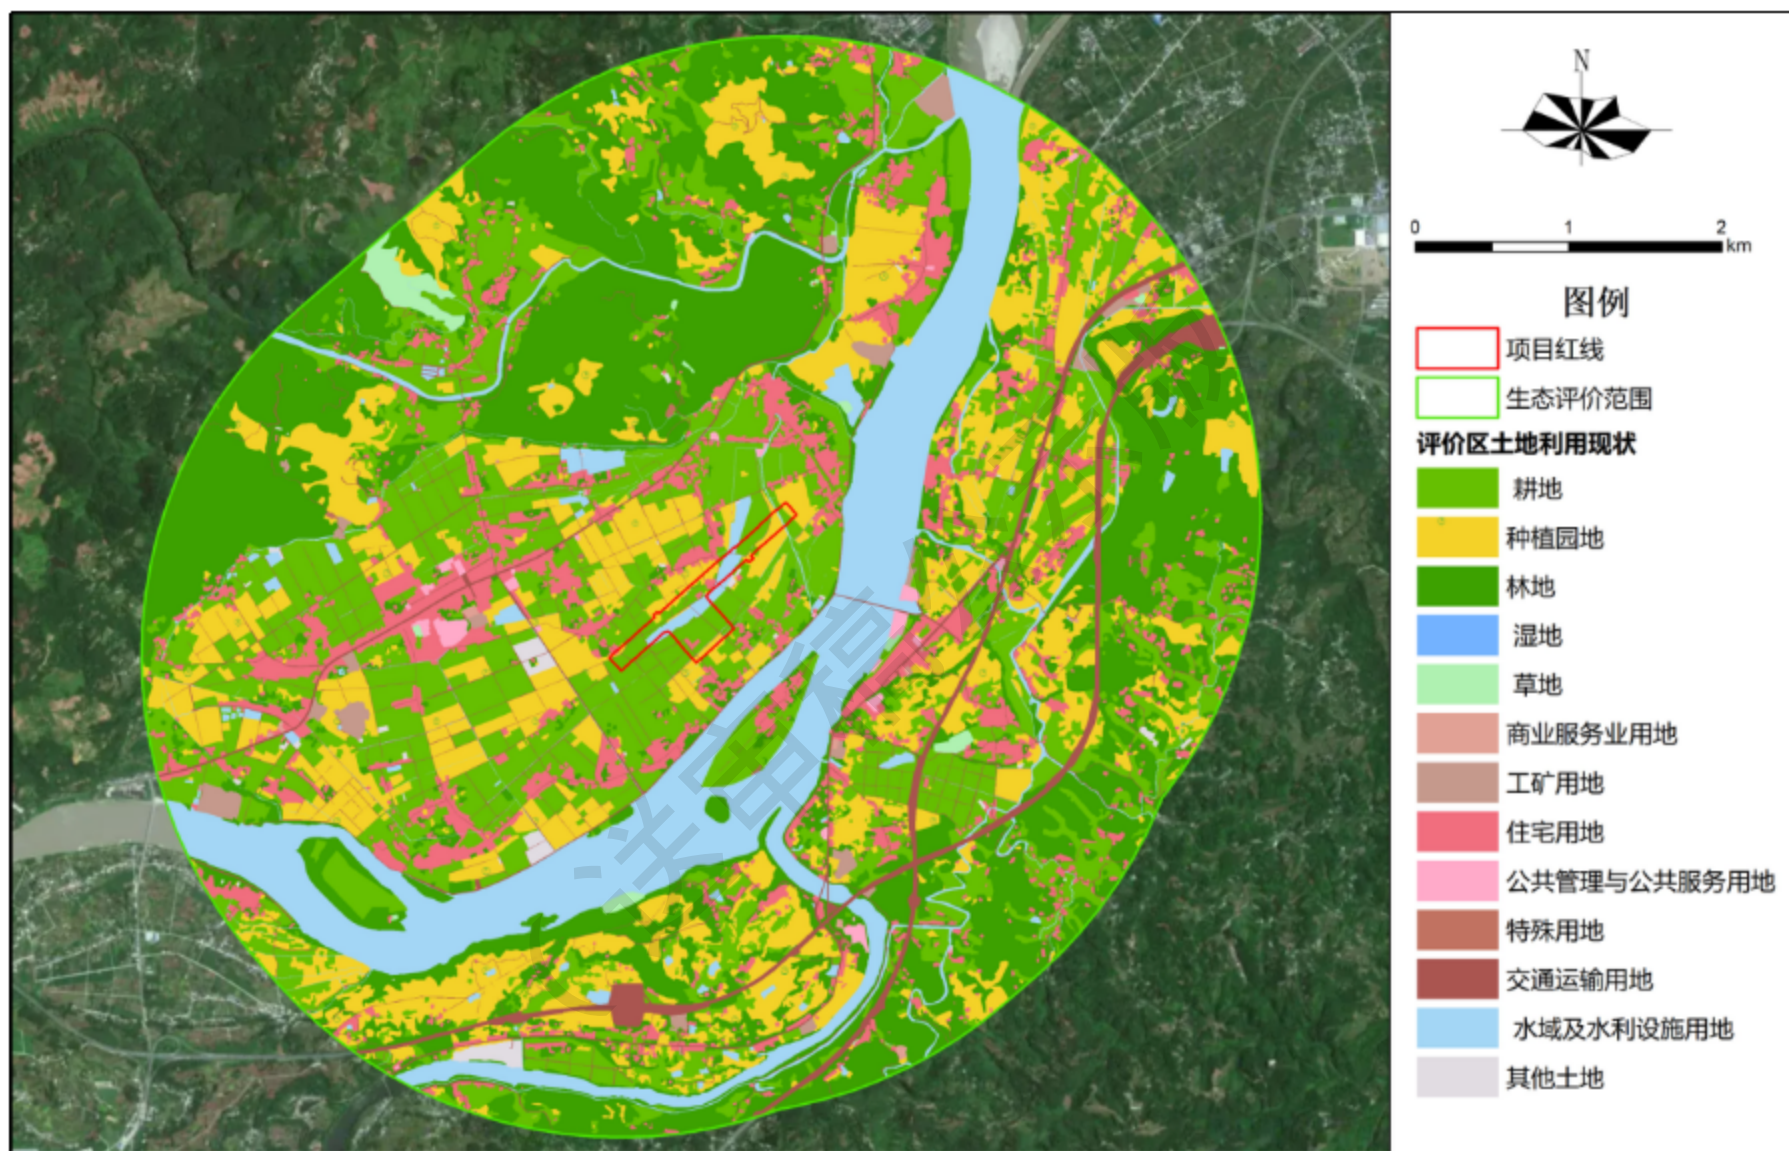 N
0 1 2
km
图例
项目红线
生态评价范围
评价区土地利用现状
耕地
种植园地
林地
湿地
草地
商业服务业用地
工矿用地
住宅用地
公共管理与公共服务用地
特殊用地
交通运输用地
水域及水利设施用地
其他土地